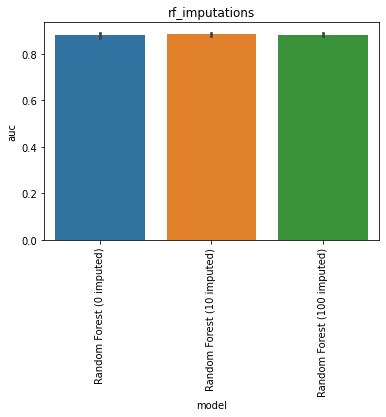 rf_imputations
auc
0.8
0.6
0.4
0.2
0.0
Random Forest (0 imputed)
Random Forest (10 imputed)
Random Forest (100 imputed)
model